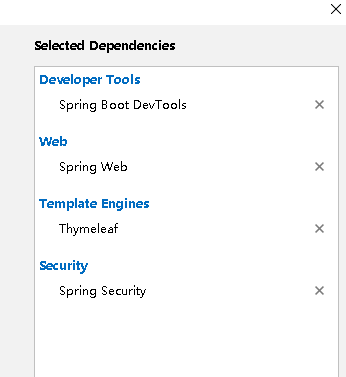 Selected Dependencies
Developer Tools
Spring Boot DevTools
Web
Spring Web
Template Engines
Thymeleaf
Security
Spring Security